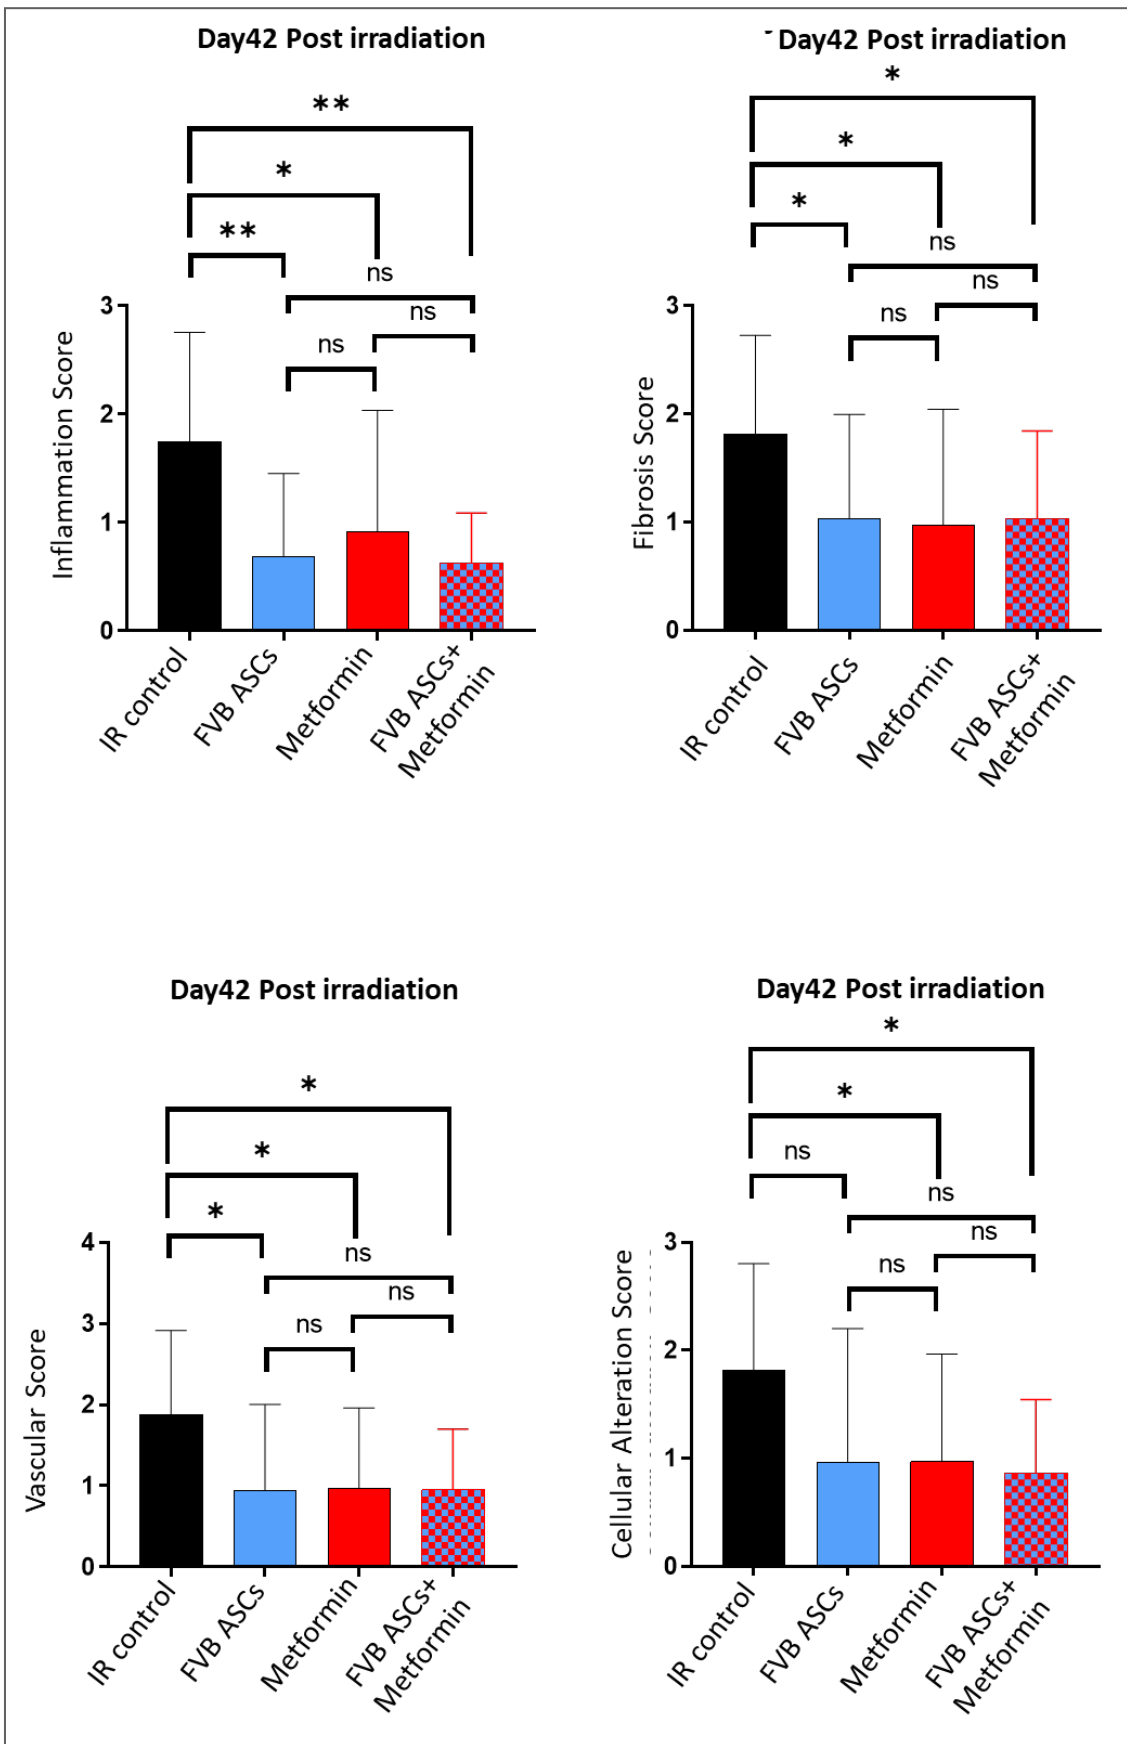 Day42 Post irradiation
**
*
**
ns
ns
ns
3
2
1
0
Inflammation Score
IR control
FVB ASCs
Metformin
FVB ASCs+
Metformin
Day42 Post irradiation
*
*
*
ns
ns
ns
3
2
1
0
Fibrosis Score
IR control
FVB ASCs
Metformin
FVB ASCs+
Metformin
Day42 Post irradiation
*
*
*
ns
ns
ns
4
3
2
1
0
Vascular Score
IR control
FVB ASCs
Metformin
FVB ASCs+
Metformin
Day42 Post irradiation
*
*
ns
ns
ns
ns
3
2
1
0
Cellular Alteration Score
IR control
FVB ASCs
Metformin
FVB ASCs+
Metformin